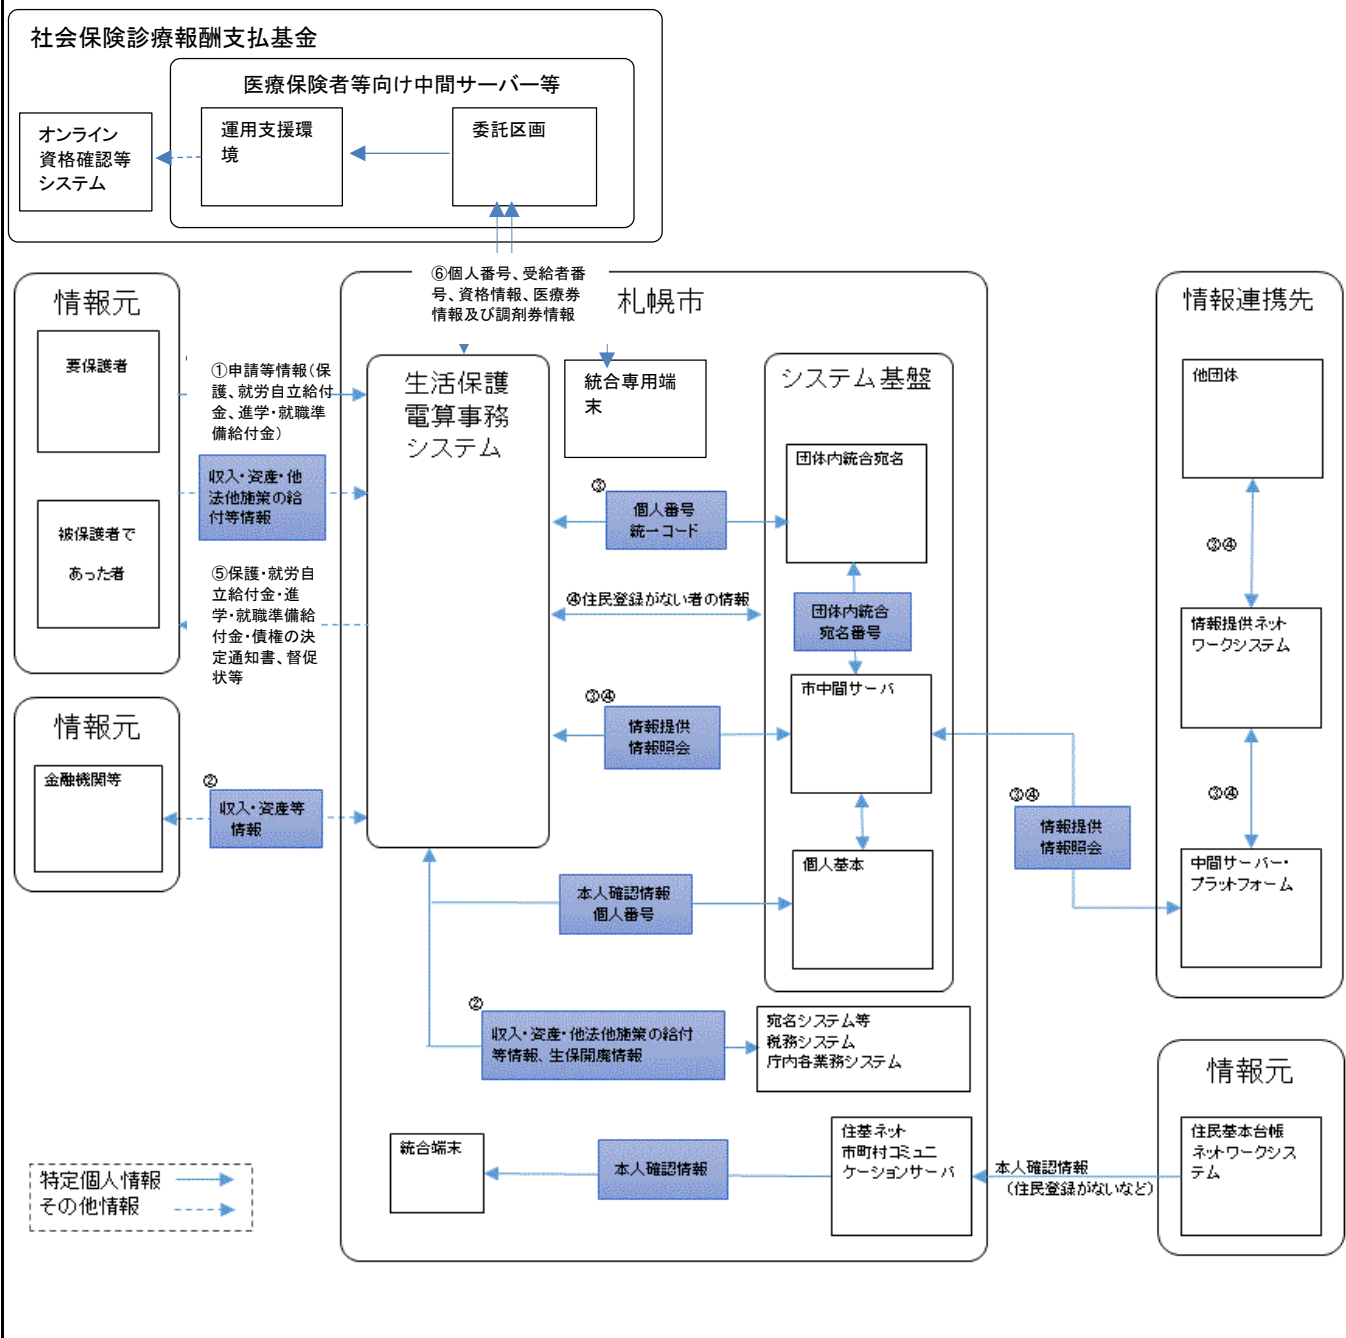 社会保険診療報酬支払基金
医療保険者等向け中間サーバー等
オンライン
資格確認等
システム
運用支援環
境
委託区画
⑥個人番号、受給者番
号、資格情報、医療券
情報及び調剤券情報
情報元
要保護者
被保護者で
あった者
①申請等情報(保
護、就労自立給付
金、進学・就職準
備給付金)
収入・資産・他
法他施策の給
付等情報
⑤保護・就労自
立給付金・進
学・就職準備給
付金・債権の決
定通知書、督促
状等
情報元
金融機関等
②
収入・資産等
情報
札幌市
生活保護
電算事務
システム
統合専用端
末
システム基盤
団体内統合宛名
③
個人番号
統一コード
④住民登録がない者の情報
団体内統合
宛名番号
③④
情報提供
情報照会
市中間サーバ
個人基本
本人確認情報
個人番号
②
収入・資産・他法他施策の給付
等情報、生保開廃情報
宛名システム等
税務システム
庁内各業務システム
統合端末
本人確認情報
住基ネット
市町村コミュニ
ケーションサーバ
本人確認情報
(住民登録がないなど)
情報連携先
他団体
③④
情報提供ネット
ワークシステム
③④
中間サーバー・
プラットフォーム
③④
情報提供
情報照会
情報元
住民基本台帳
ネットワークシス
テム
特定個人情報
その他情報